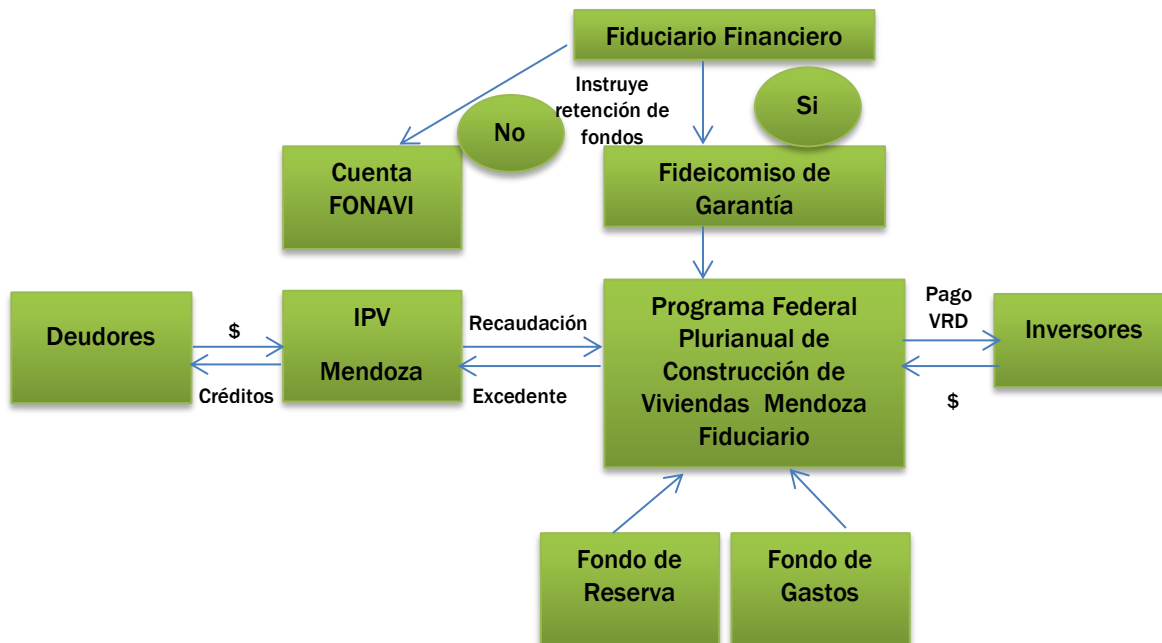 Fiduciario Financiero
Instruye
retención de
fondos
No
Si
Cuenta
FONAVI
Fideicomiso de
Garantía
Deudores
$
Créditos
IPV
Mendoza
Recaudación
Excedente
Programa Federal
Plurianual de
Construcción de
Viviendas Mendoza
Fiduciario
Pago
VRD
$
Inversores
Fondo de
Reserva
Fondo de
Gastos